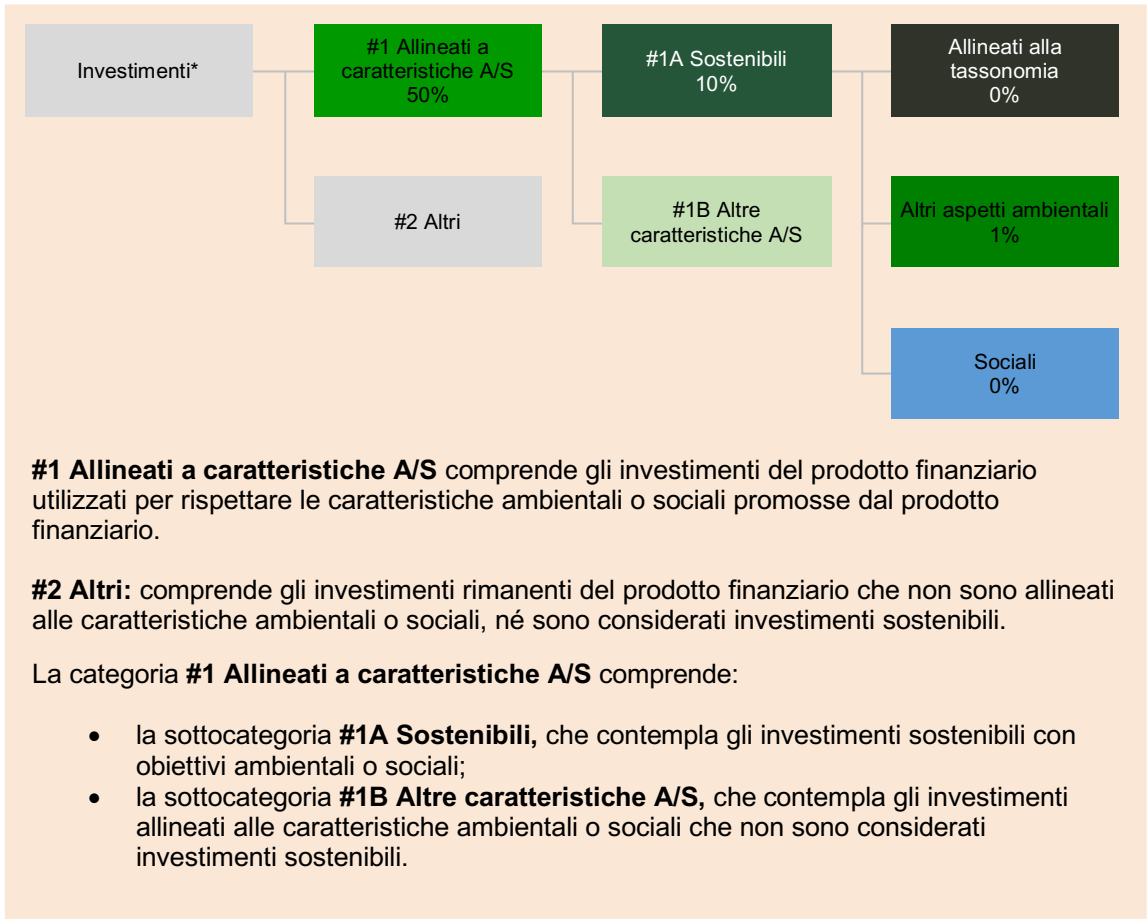 Investimenti*
#1 Allineati a
caratteristiche A/S
50%
#1A Sostenibili
10%
Allineati alla
tassonomia
0%
#2 Altri
#1B Altre
caratteristiche A/S
Altri aspetti ambientali
1%
Sociali
0%
#1 Allineati a caratteristiche A/S comprende gli investimenti del prodotto finanziario
utilizzati per rispettare le caratteristiche ambientali o sociali promosse dal prodotto
finanziario.
#2 Altri: comprende gli investimenti rimanenti del prodotto finanziario che non sono allineati
alle caratteristiche ambientali o sociali, né sono considerati investimenti sostenibili.
La categoria #1 Allineati a caratteristiche A/S comprende:
• la sottocategoria #1A Sostenibili, che contempla gli investimenti sostenibili con
obiettivi ambientali o sociali;
• la sottocategoria #1B Altre caratteristiche A/S, che contempla gli investimenti
allineati alle caratteristiche ambientali o sociali che non sono considerati
investimenti sostenibili.